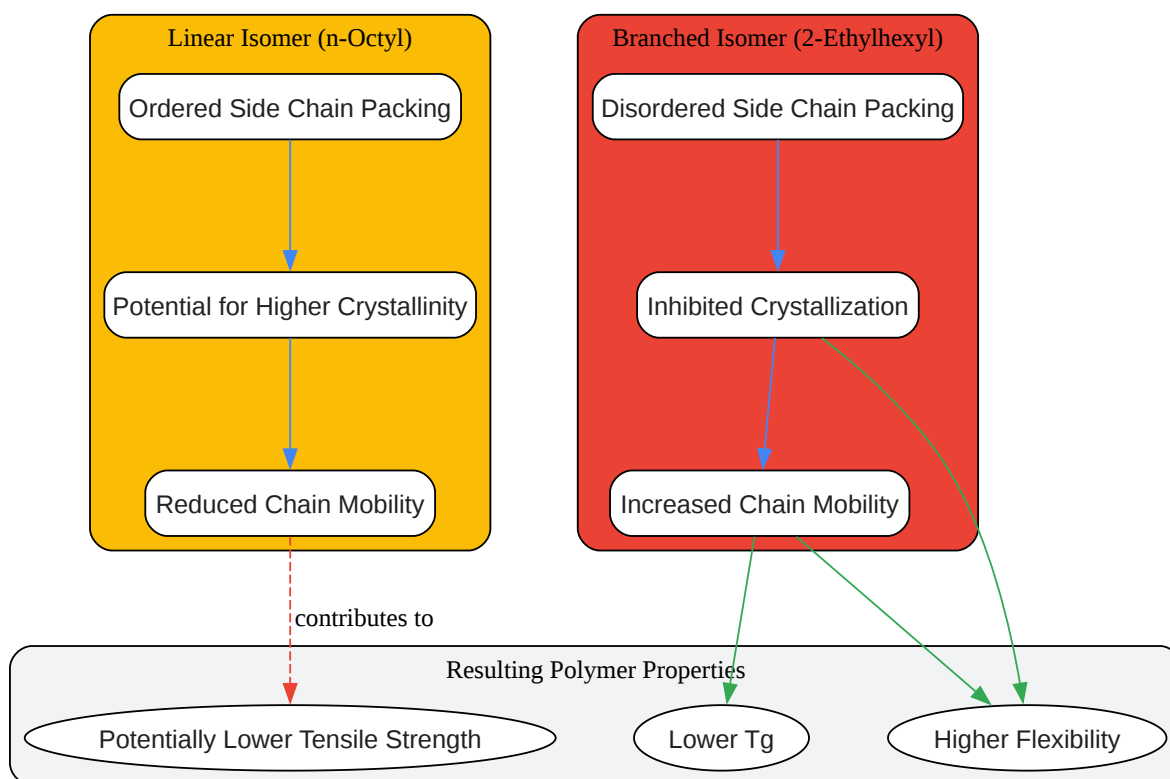 Linear Isomer (n-Octyl)
Ordered Side Chain Packing
Potential for Higher Crystallinity
Reduced Chain Mobility
Branched Isomer (2-Ethylhexyl)
Disordered Side Chain Packing
Inhibited Crystallization
Increased Chain Mobility
contributes to
Resulting Polymer Properties
Potentially Lower Tensile Strength
Lower Tg
Higher Flexibility